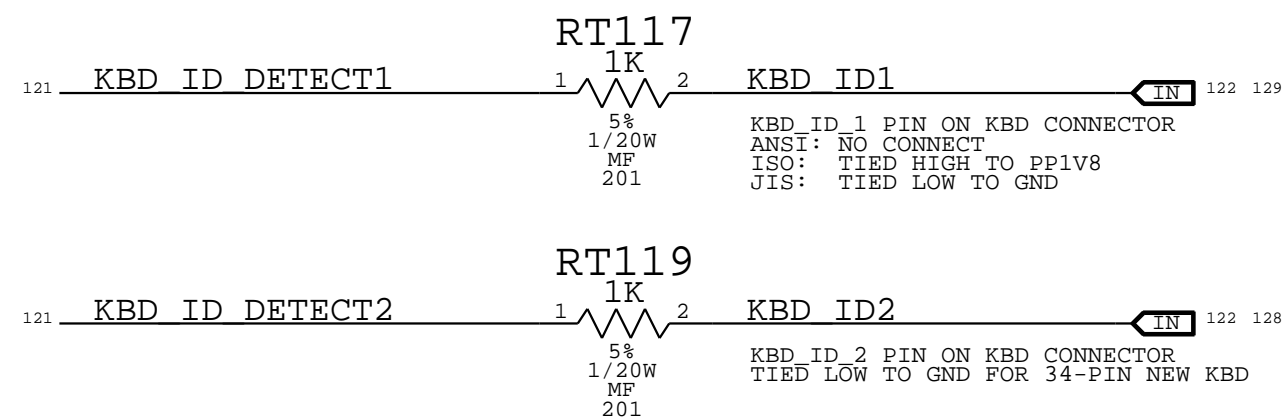 RT117
1K
121 KBD_ID_DETECT1 1 2 KBD_ID1 IN 122 129
5%
1/20W
MF
201
KBD_ID_1 PIN ON KBD CONNECTOR
ANSI: NO CONNECT
ISO: TIED HIGH TO PP1V8
JIS: TIED LOW TO GND
RT119
1K
121 KBD_ID_DETECT2 1 2 KBD_ID2 IN 122 128
5%
1/20W
MF
201
KBD_ID_2 PIN ON KBD CONNECTOR
TIED LOW TO GND FOR 34-PIN NEW KBD